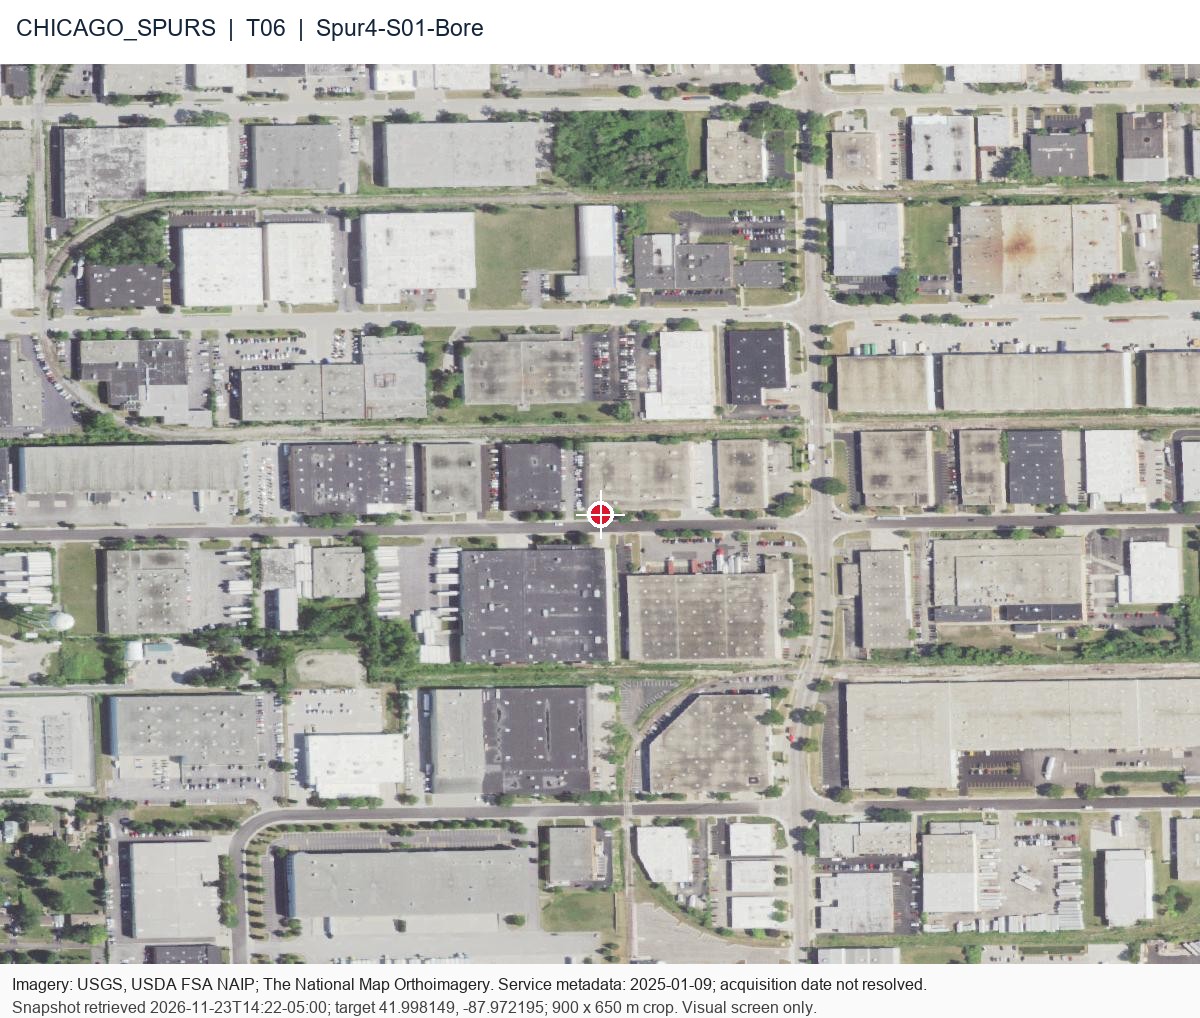 CHICAGO_SPURS | T06 | Spur4-S01-Bore
Imagery: USGS, USDA FSA NAIP; The National Map Orthoimagery. Service metadata: 2025-01-09; acquisition date not resolved.
Snapshot retrieved 2026-11-23T14:22-05:00; target 41.998149, -87.972195; 900 x 650 m crop. Visual screen only.